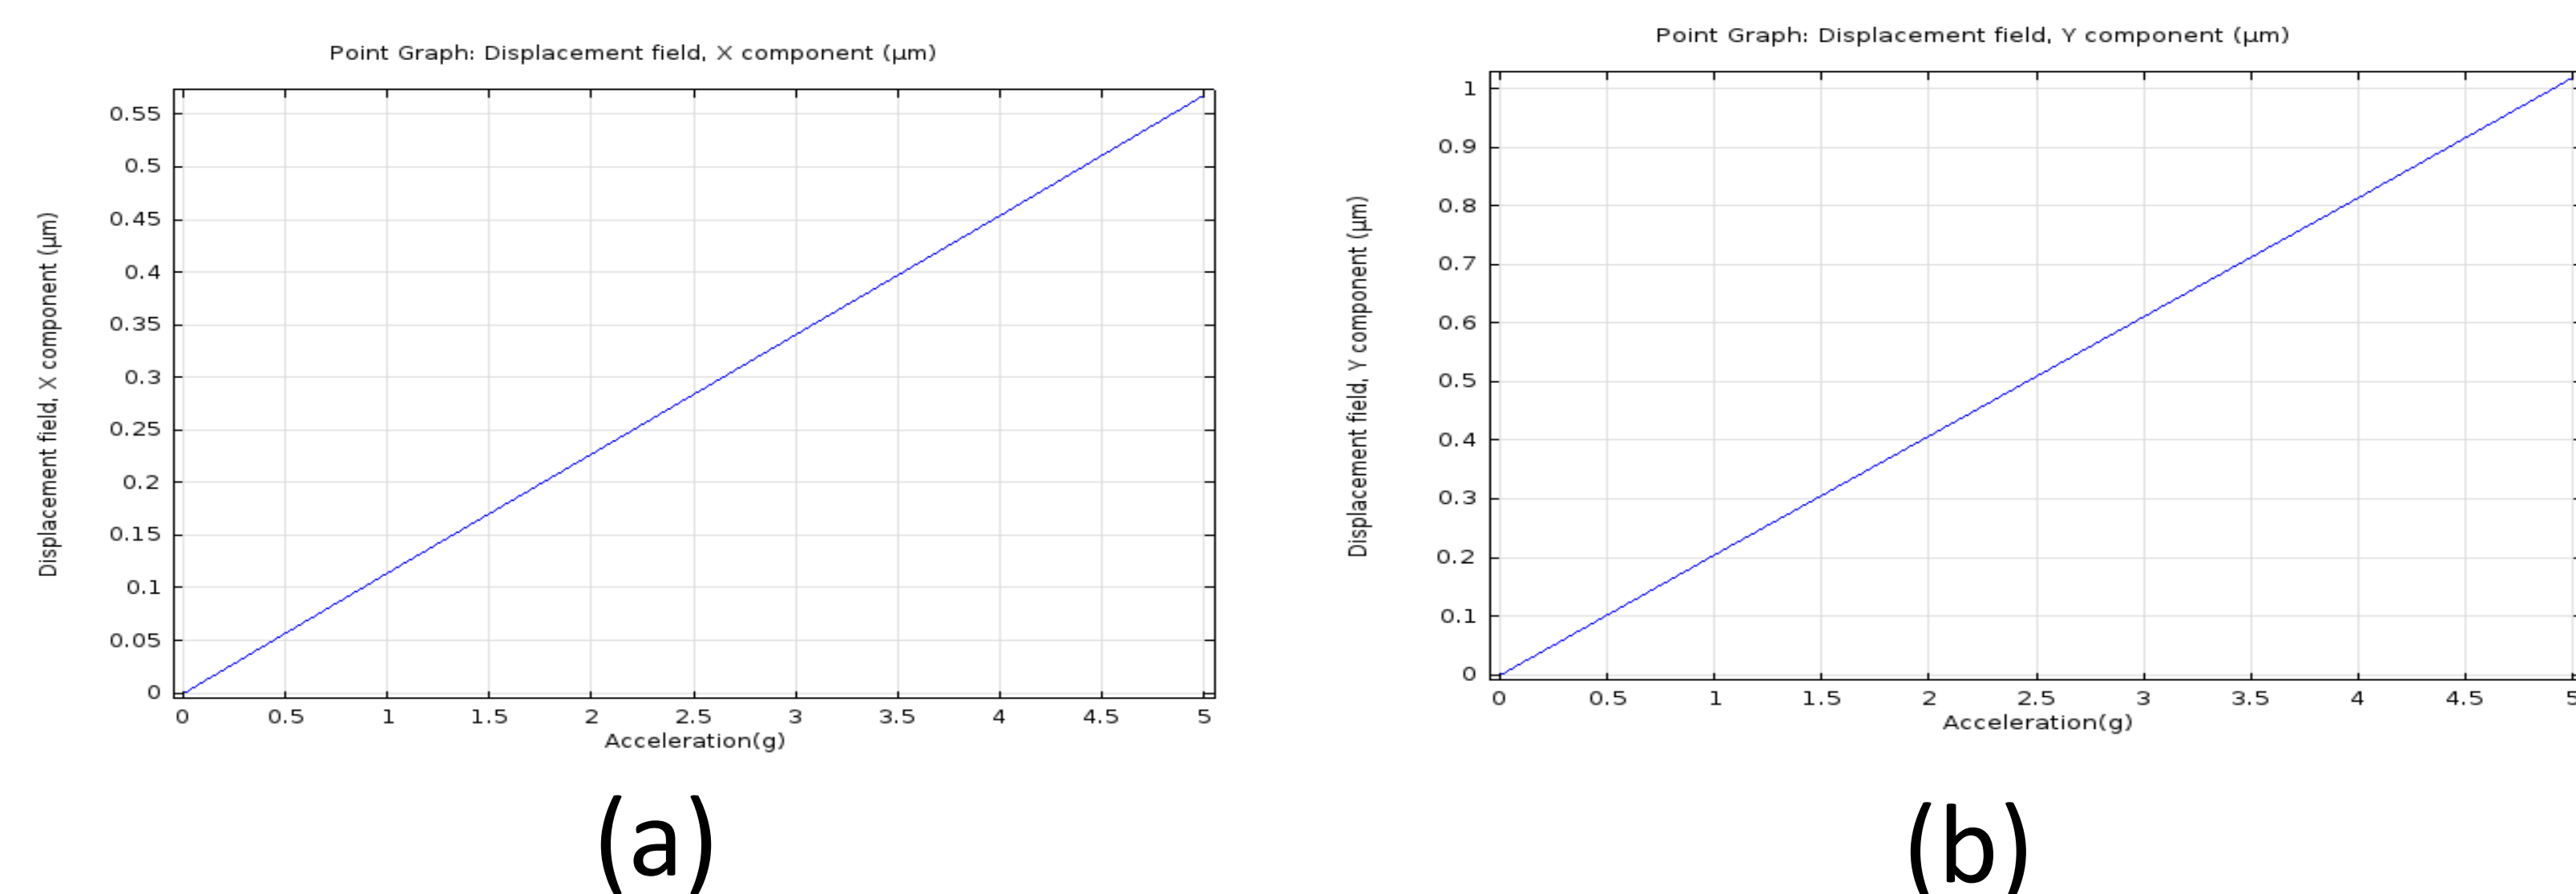 Point Graph: Displacement field, X component (µm)
Displacement field, X component (µm)
0.55
0.5
0.45
0.4
0.35
0.3
0.25
0.2
0.15
0.1
0.05
0
0 0.5 1 1.5 2 2.5 3 3.5 4 4.5 5
Acceleration(g)
(a)
Point Graph: Displacement field, Y component (µm)
Displacement field, Y component (µm)
1
0.9
0.8
0.7
0.6
0.5
0.4
0.3
0.2
0.1
0
0 0.5 1 1.5 2 2.5 3 3.5 4 4.5 5
Acceleration(g)
(b)